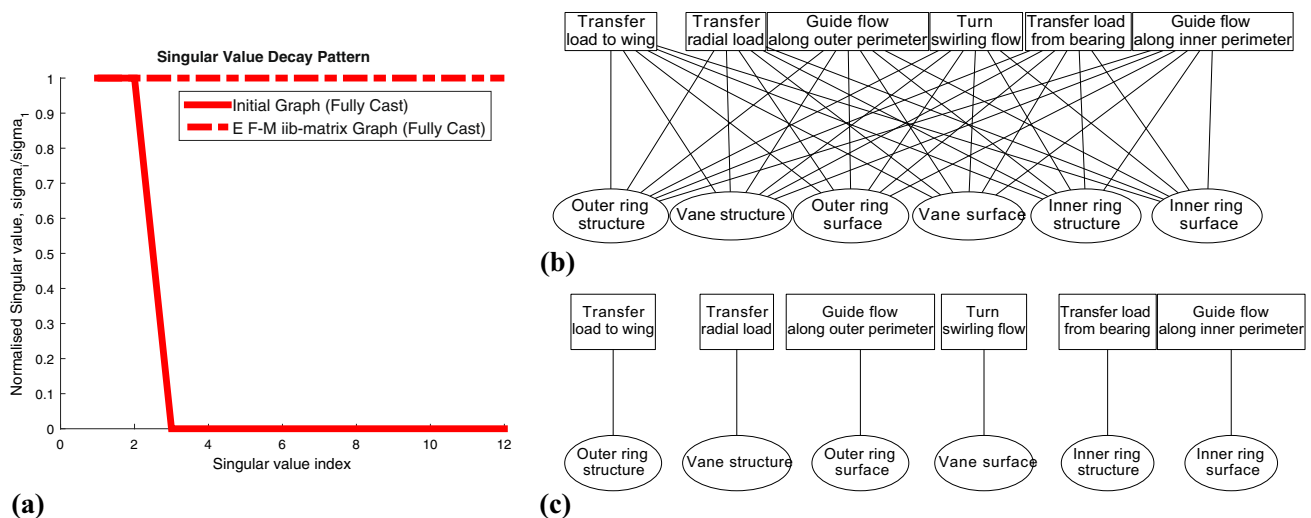 Singular Value Decay Pattern
Normalised Singular value, sigma_i/sigma_1
1
0.9
0.8
0.7
0.6
0.5
0.4
0.3
0.2
0.1
0
0
2
4
6
8
10
12
Singular value index
Initial Graph (Fully Cast)
E F-M iib-matrix Graph (Fully Cast)
(a)
Transfer
load to wing
Transfer
radial load
Guide flow
along outer perimeter
Turn
swirling flow
Transfer load
from bearing
Guide flow
along inner perimeter
Outer ring
structure
Vane structure
Outer ring
surface
Vane surface
Inner ring
structure
Inner ring
surface
(b)
Transfer
load to wing
Transfer
radial load
Guide flow
along outer perimeter
Turn
swirling flow
Transfer load
from bearing
Guide flow
along inner perimeter
Outer ring
structure
Vane structure
Outer ring
surface
Vane surface
Inner ring
structure
Inner ring
surface
(c)